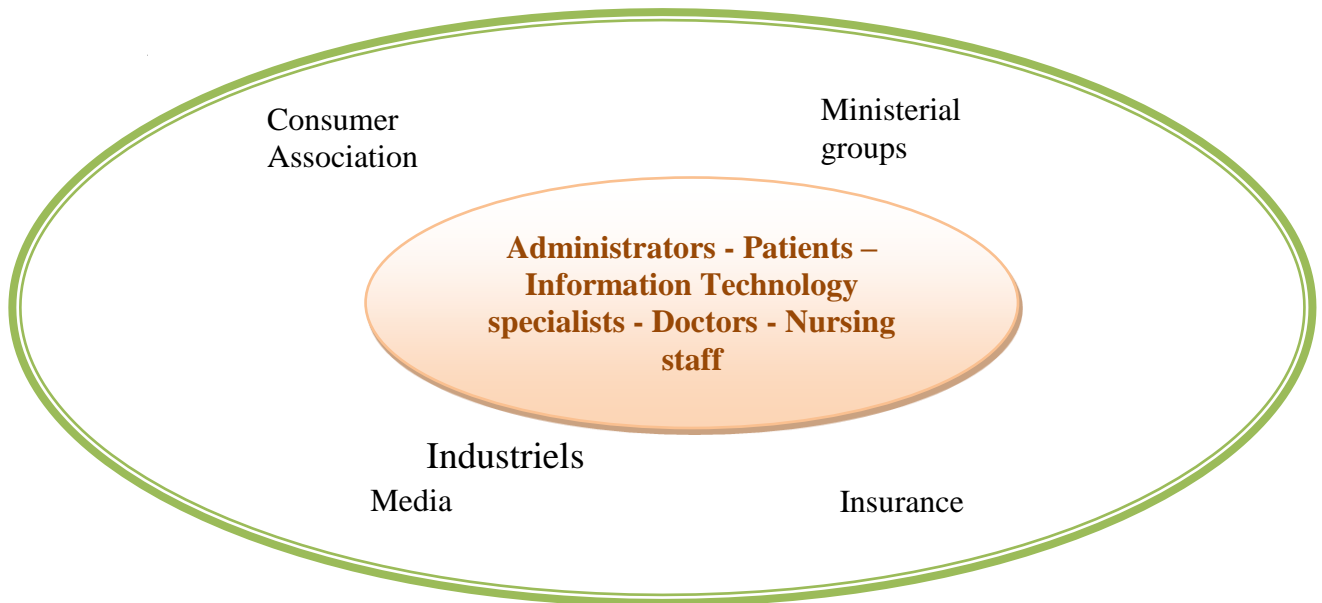 Consumer
Association
Ministerial
groups
Administrators - Patients –
Information Technology
specialists - Doctors - Nursing
staff
Industriels
Media
Insurance